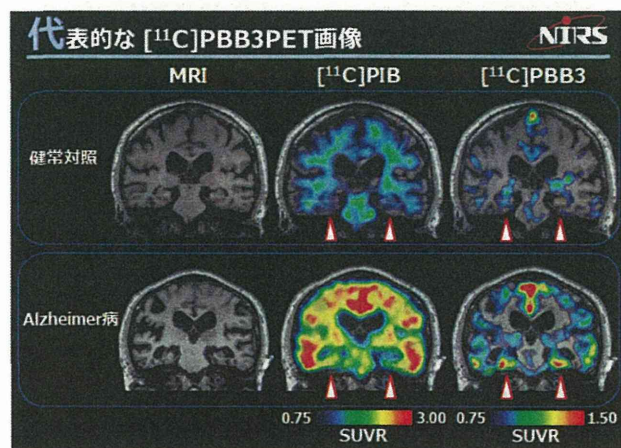 代表的な [¹¹C]PBB3PET画像
NIRS
MRI
[¹¹C]PIB
[¹¹C]PBB3
健常対照
Alzheimer病
0.75
3.00
0.75
1.50
SUVR
SUVR